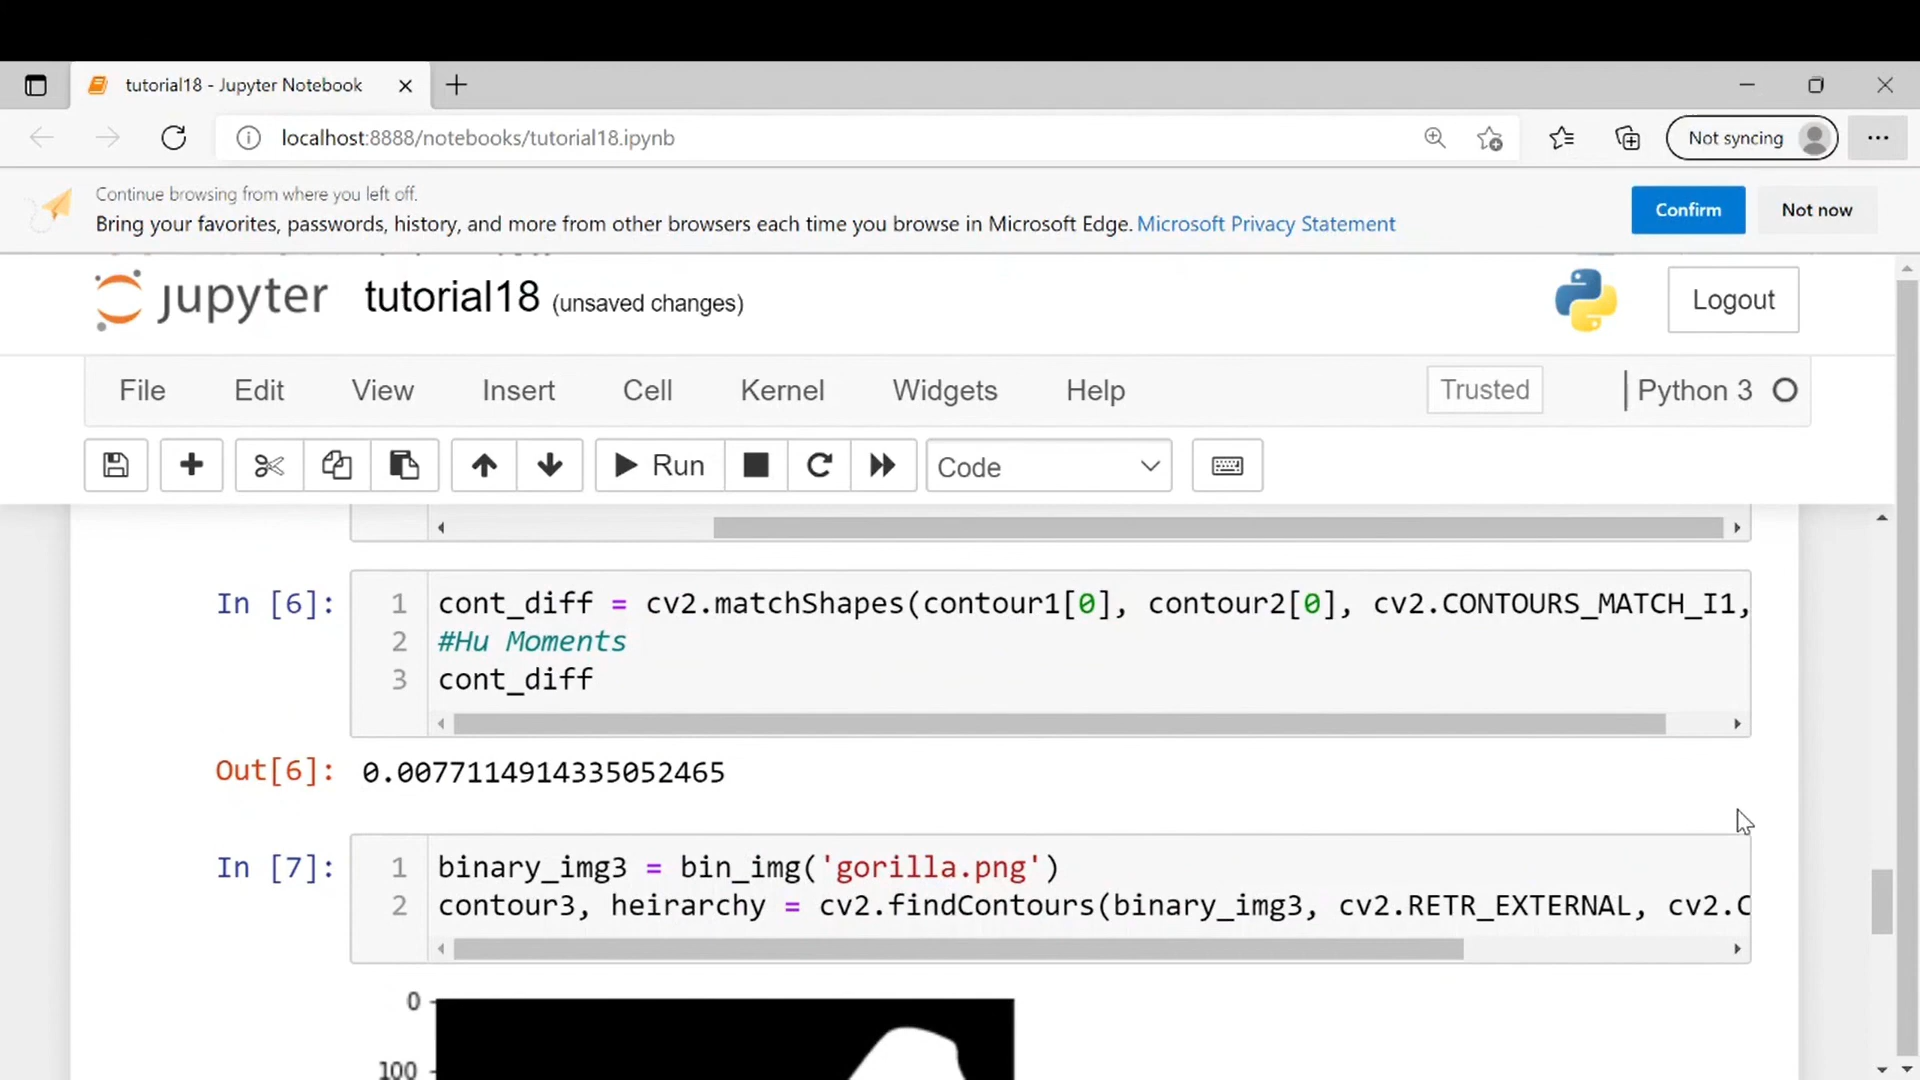 tutorial18 - Jupyter Notebook
localhost:8888/notebooks/tutorial18.ipynb
Not syncing
Continue browsing from where you left off.
Bring your favorites, passwords, history, and more from other browsers each time you browse in Microsoft Edge. Microsoft Privacy Statement
Confirm
Not now
jupyter tutorial18 (unsaved changes)
Logout
File Edit View Insert Cell Kernel Widgets Help
Trusted
Python 3
Run
Code
In [6]:
1 cont_diff = cv2.matchShapes(contour1[0], contour2[0], cv2.CONTOURS_MATCH_I1,
2 #Hu Moments
3 cont_diff
Out[6]: 0.0077114914335052465
In [7]:
1 binary_img3 = bin_img('gorilla.png')
2 contour3, heirarchy = cv2.findContours(binary_img3, cv2.RETR_EXTERNAL, cv2.C
0
100